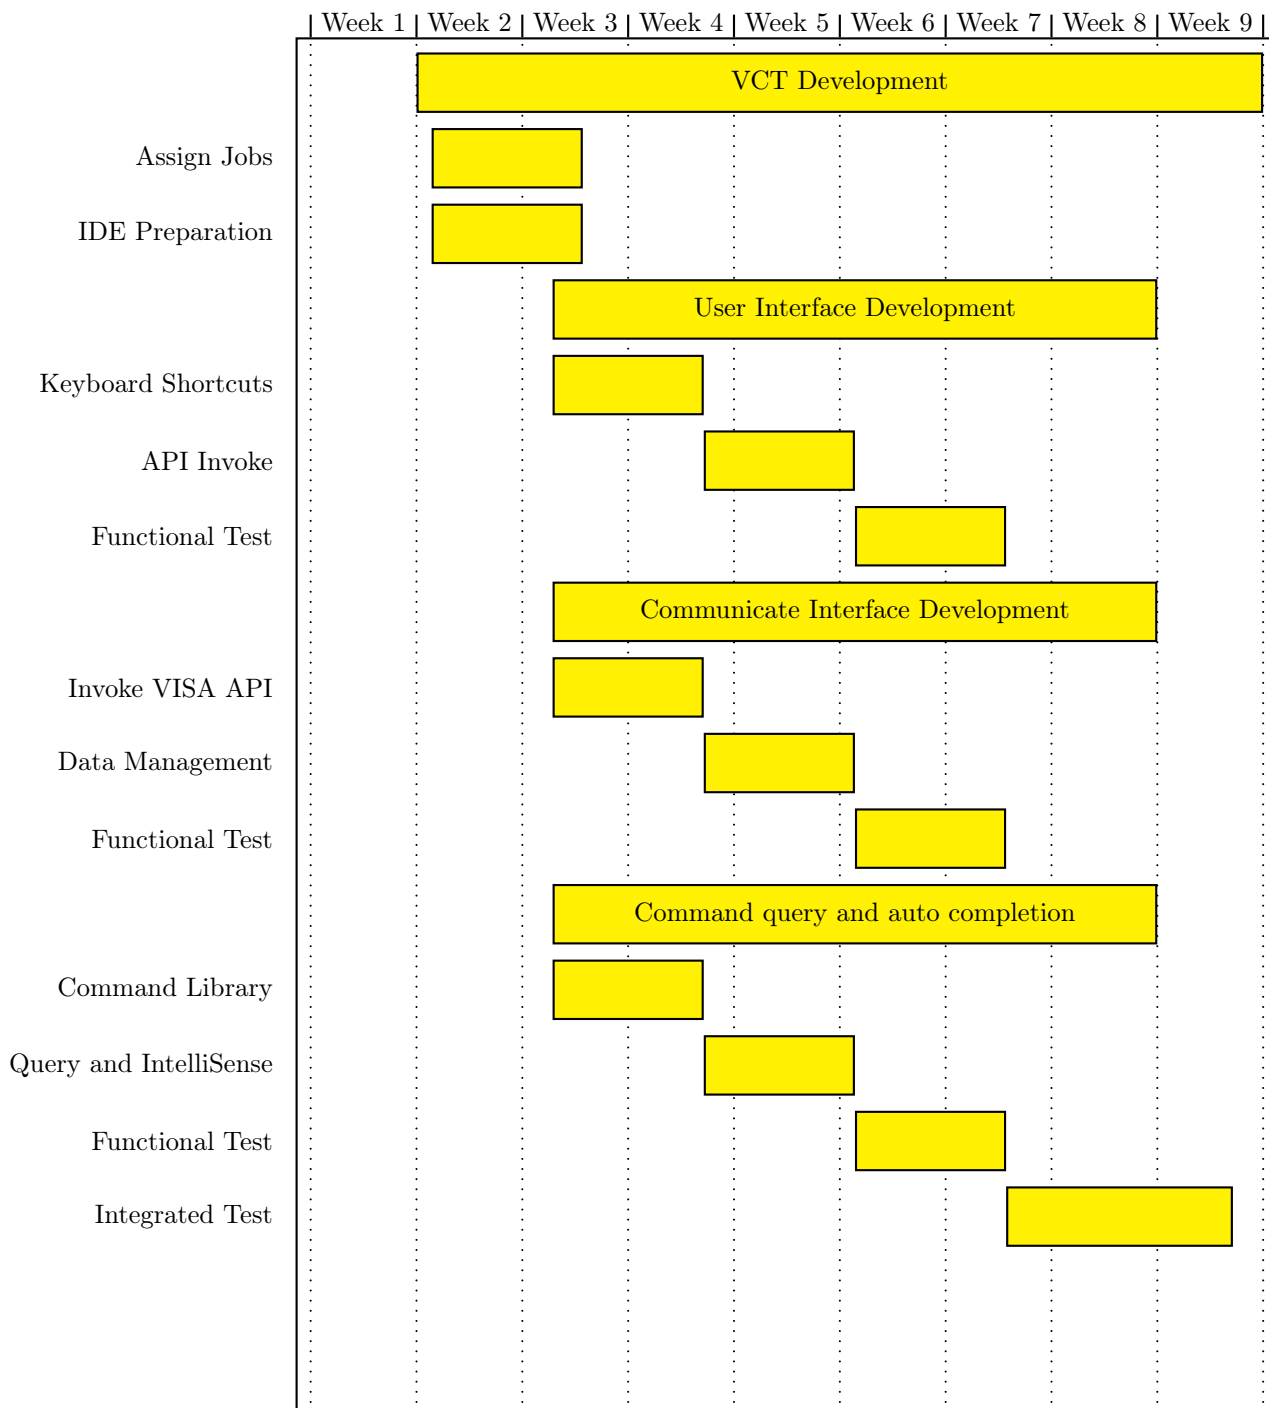 Week 1 Week 2 Week 3 Week 4 Week 5 Week 6 Week 7 Week 8 Week 9
VCT Development
Assign Jobs
IDE Preparation
User Interface Development
Keyboard Shortcuts
API Invoke
Functional Test
Communicate Interface Development
Invoke VISA API
Data Management
Functional Test
Command query and auto completion
Command Library
Query and IntelliSense
Functional Test
Integrated Test